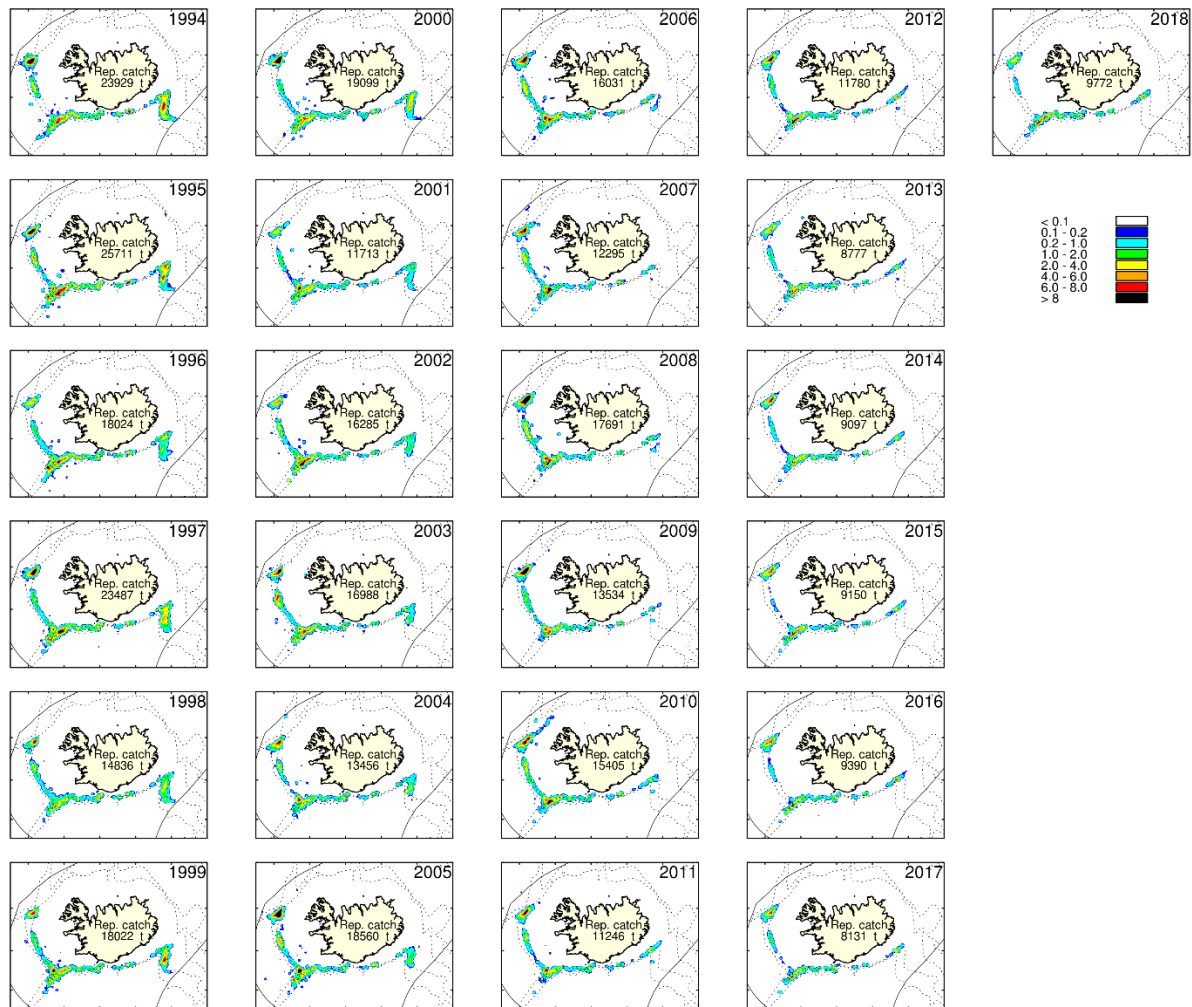 1994
Rep. catch
23929 t
2000
Rep. catch
19099 t
2006
Rep. catch
16031 t
2012
Rep. catch
11780 t
2018
Rep. catch
9772 t
1995
Rep. catch
25711 t
2001
Rep. catch
11713 t
2007
Rep. catch
12295 t
2013
Rep. catch
8777 t
< 0.1
0.1 - 0.2
0.2 - 1.0
1.0 - 2.0
2.0 - 4.0
4.0 - 6.0
6.0 - 8.0
> 8
1996
Rep. catch
18024 t
2002
Rep. catch
16285 t
2008
Rep. catch
17691 t
2014
Rep. catch
9097 t
1997
Rep. catch
23487 t
2003
Rep. catch
16988 t
2009
Rep. catch
13534 t
2015
Rep. catch
9150 t
1998
Rep. catch
14836 t
2004
Rep. catch
13456 t
2010
Rep. catch
15405 t
2016
Rep. catch
9390 t
1999
Rep. catch
18022 t
2005
Rep. catch
18560 t
2011
Rep. catch
11246 t
2017
Rep. catch
8131 t